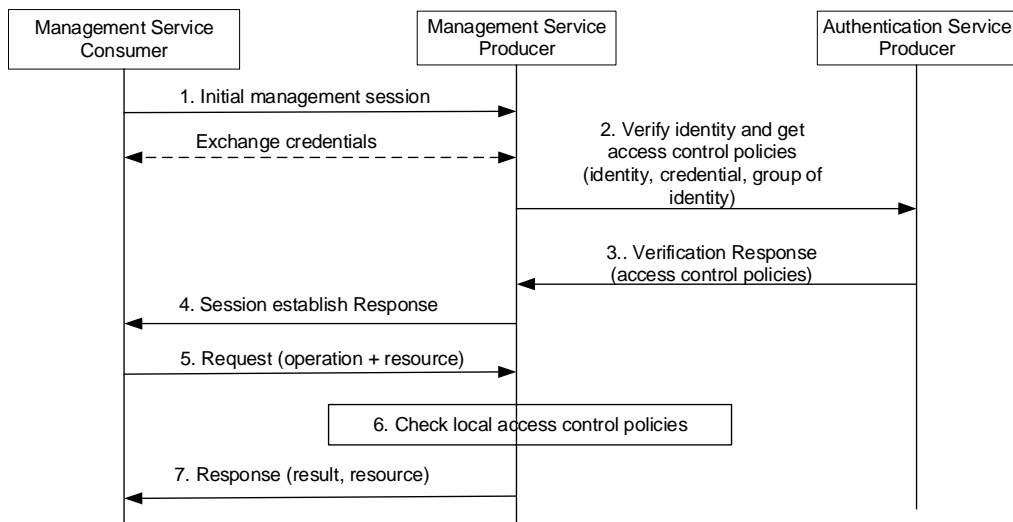 Management Service
Consumer
Management Service
Producer
Authentication Service
Producer
1. Initial management session
Exchange credentials
2. Verify identity and get
access control policies
(identity, credential, group of
identity)
3.. Verification Response
(access control policies)
4. Session establish Response
5. Request (operation + resource)
6. Check local access control policies
7. Response (result, resource)